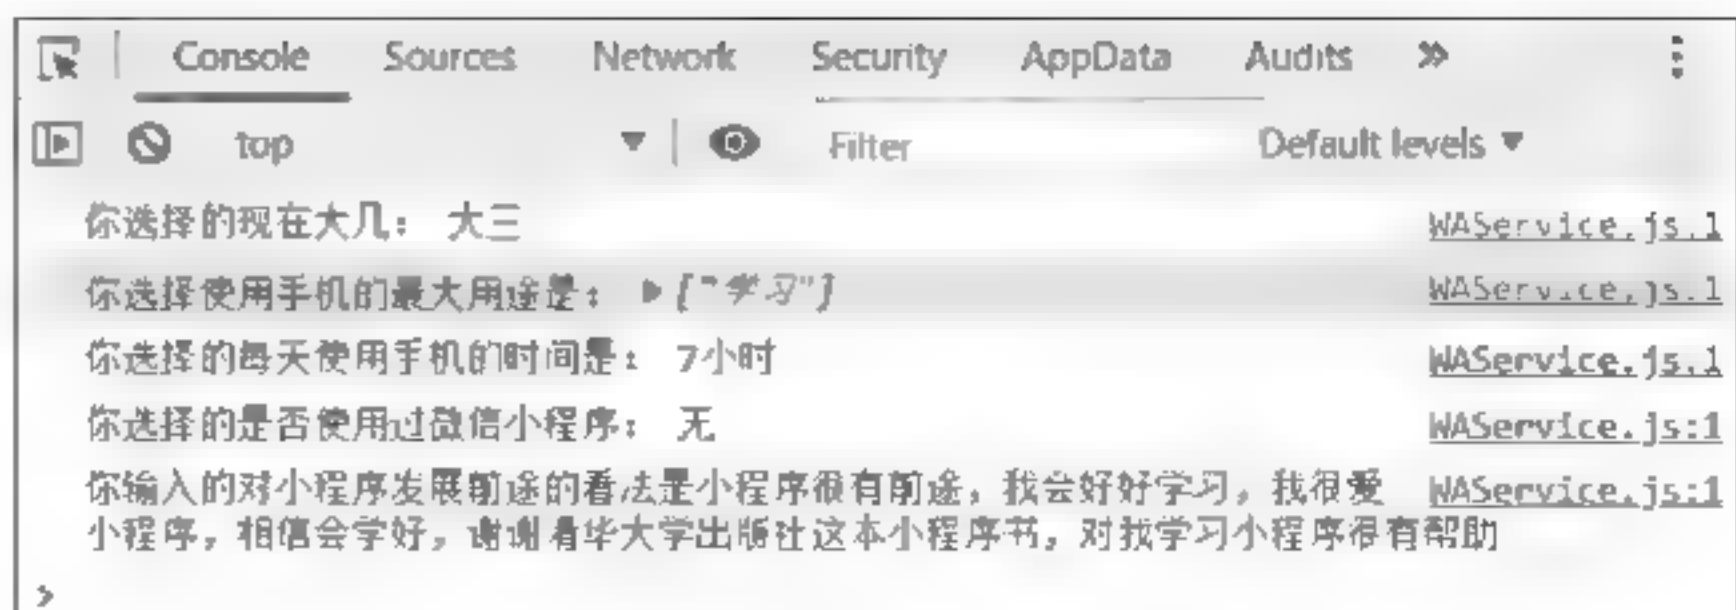 Console Sources Network Security AppData Audits »
top Filter Default levels
你选择的现在大几： 大三 WAService.js:1
你选择使用手机的最大用途是： ["学习"] WAService.js:1
你选择的每天使用手机的时间是： 7小时 WAService.js:1
你选择的是否使用过微信小程序： 无 WAService.js:1
你输入的对小程序发展前途的看法是小程序很有前途，我会好好学习，我很爱 WAService.js:1
小程序，相信会学好，谢谢清华大学出版社这本小程序书，对我学习小程序很有帮助